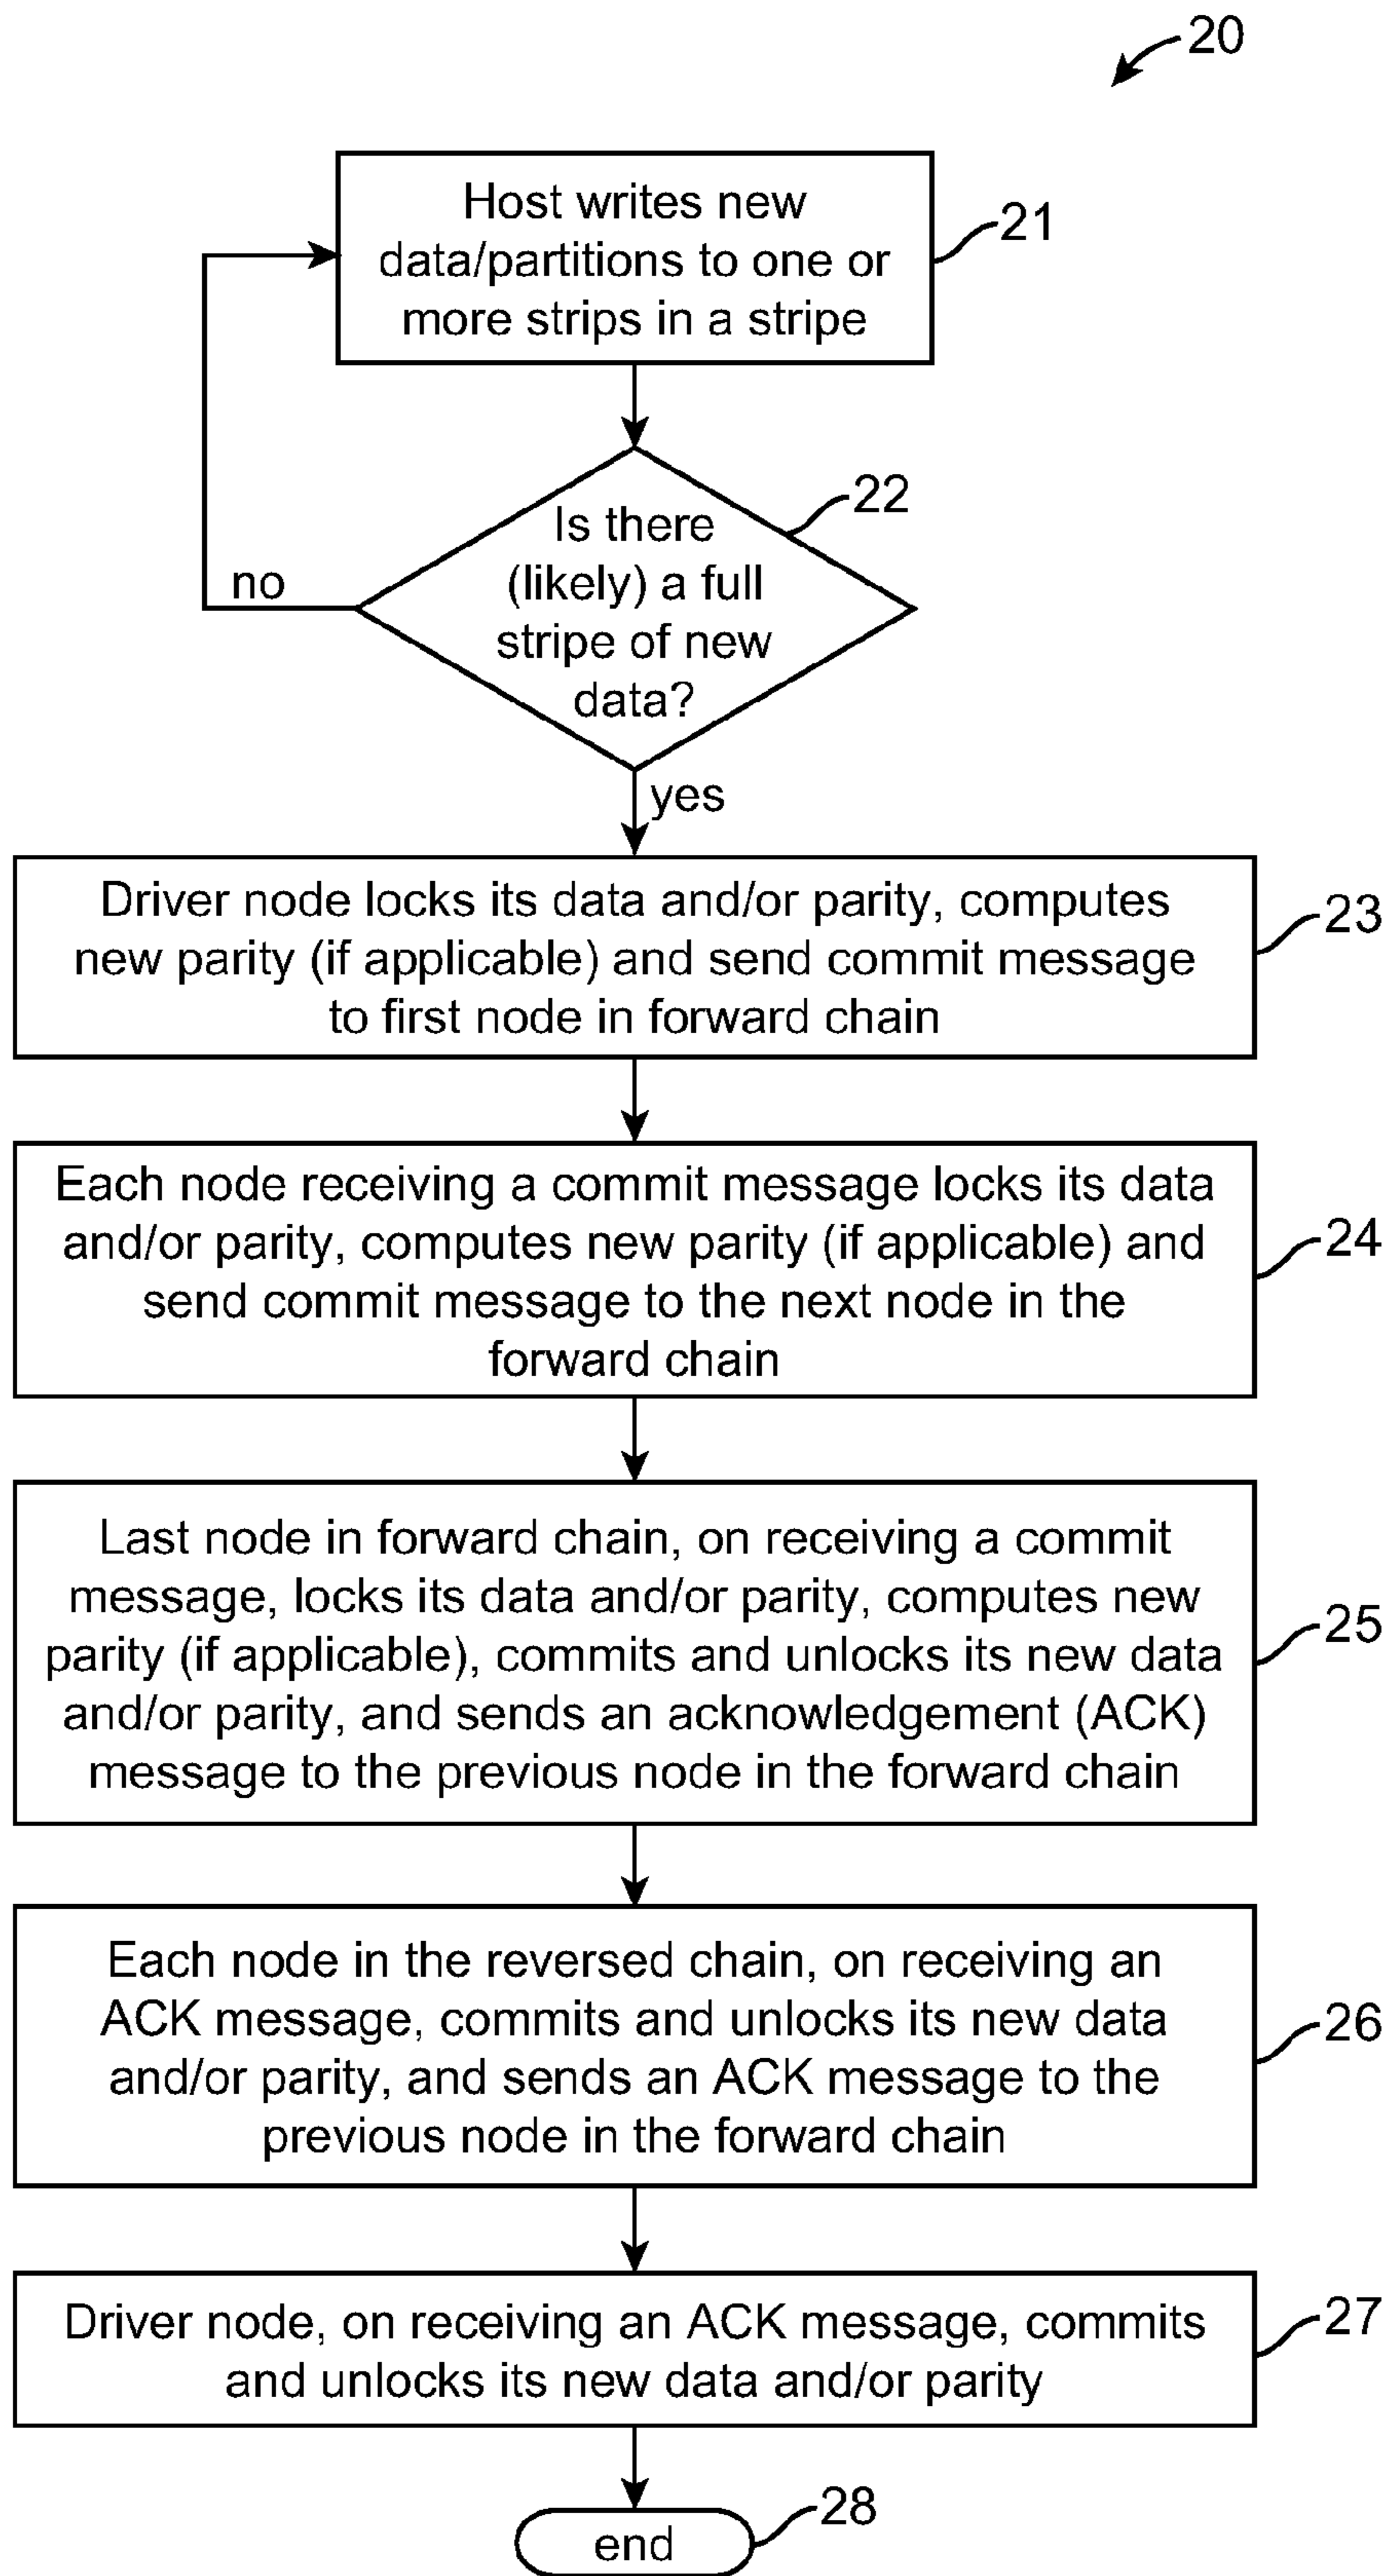 20
Host writes new
data/partitions to one or
more strips in a stripe
21
22
Is there
(likely) a full
stripe of new
data?
no
yes
Driver node locks its data and/or parity, computes
new parity (if applicable) and send commit message
to first node in forward chain
23
Each node receiving a commit message locks its data
and/or parity, computes new parity (if applicable) and
send commit message to the next node in the
forward chain
24
Last node in forward chain, on receiving a commit
message, locks its data and/or parity, computes new
parity (if applicable), commits and unlocks its new data
and/or parity, and sends an acknowledgement (ACK)
message to the previous node in the forward chain
25
Each node in the reversed chain, on receiving an
ACK message, commits and unlocks its new data
and/or parity, and sends an ACK message to the
previous node in the forward chain
26
Driver node, on receiving an ACK message, commits
and unlocks its new data and/or parity
27
end
28